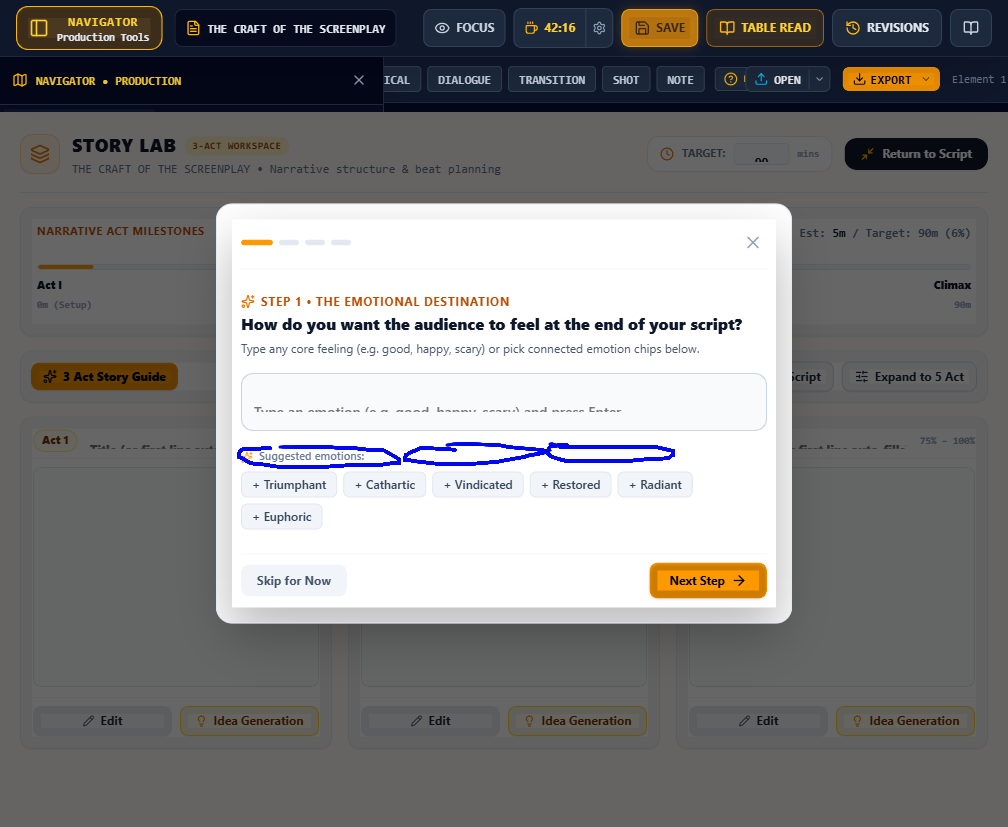 NAVIGATOR
Production Tools
THE CRAFT OF THE SCREENPLAY
FOCUS
42:16
SAVE
TABLE READ
REVISIONS
NAVIGATOR • PRODUCTION
ICAL
DIALOGUE
TRANSITION
SHOT
NOTE
OPEN
EXPORT
Element 1
STORY LAB
3-ACT WORKSPACE
THE CRAFT OF THE SCREENPLAY • Narrative structure & beat planning
TARGET:
mins
Return to Script
NARRATIVE ACT MILESTONES
Est: 5m / Target: 90m (6%)
Act I
0m (Setup)
Climax
90m
STEP 1 • THE EMOTIONAL DESTINATION
How do you want the audience to feel at the end of your script?
Type any core feeling (e.g. good, happy, scary) or pick connected emotion chips below.
Type an emotion (e.g. good, happy, scary) and press Enter
Suggested emotions:
+ Triumphant
+ Cathartic
+ Vindicated
+ Restored
+ Radiant
+ Euphoric
Skip for Now
Next Step
3 Act Story Guide
Script
Expand to 5 Act
Act 1
75% – 100%
Edit
Idea Generation
Edit
Idea Generation
Edit
Idea Generation